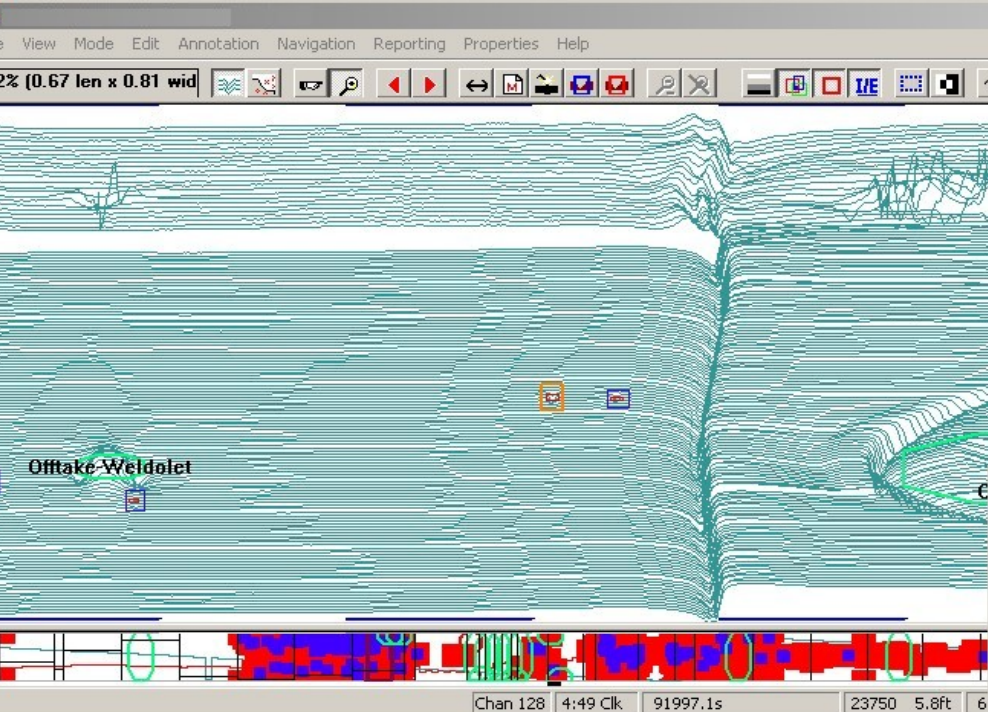 View Mode Edit Annotation Navigation Reporting Properties Help
2% (0.67 len x 0.81 wid
M
I/E
Offtake-Weldolet
Chan 128 4:49 Clk 91997.1s 23750 5.8ft 6